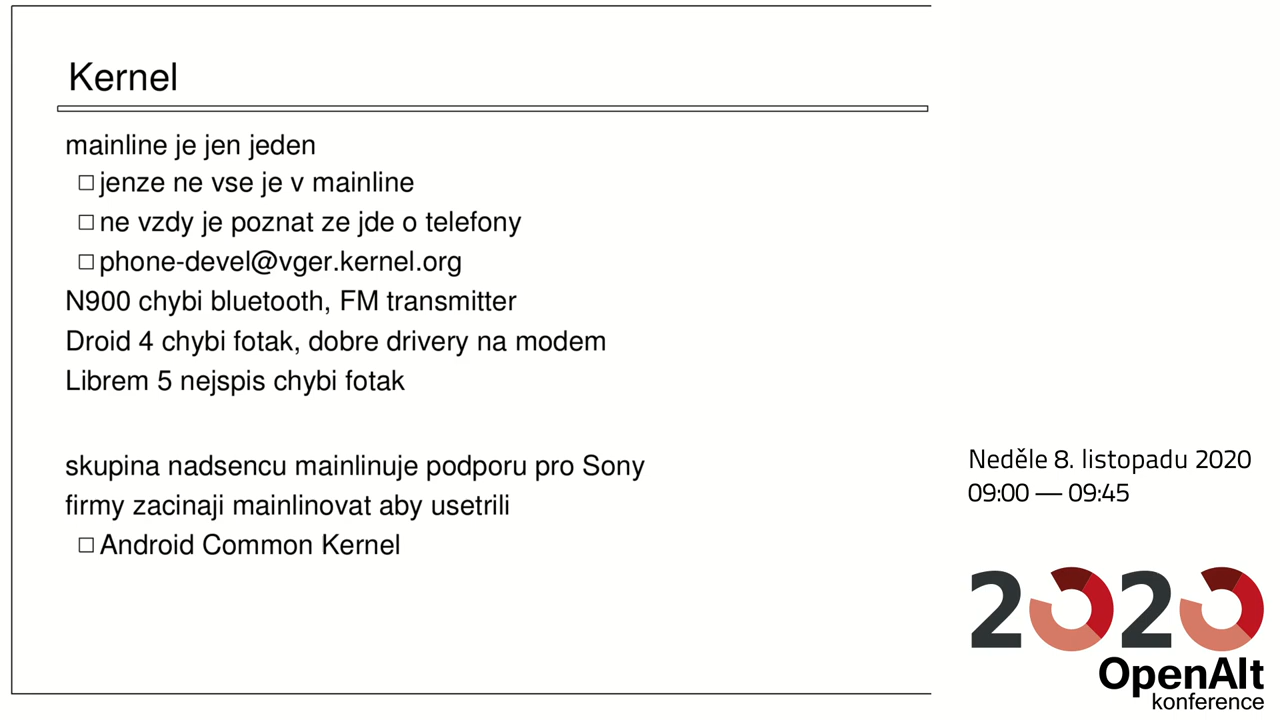 Kernel
mainline je jen jeden
jenze ne vse je v mainline
ne vzdy je poznat ze jde o telefony
phone-devel@vger.kernel.org
N900 chybi bluetooth, FM transmitter
Droid 4 chybi fotak, dobre drivery na modem
Librem 5 nejspis chybi fotak
skupina nadsencu mainlinuje podporu pro Sony
firmy zacinaji mainlinovat aby usetrili
Android Common Kernel
Neděle 8. listopadu 2020
09:00 — 09:45
2020
OpenAlt
konference